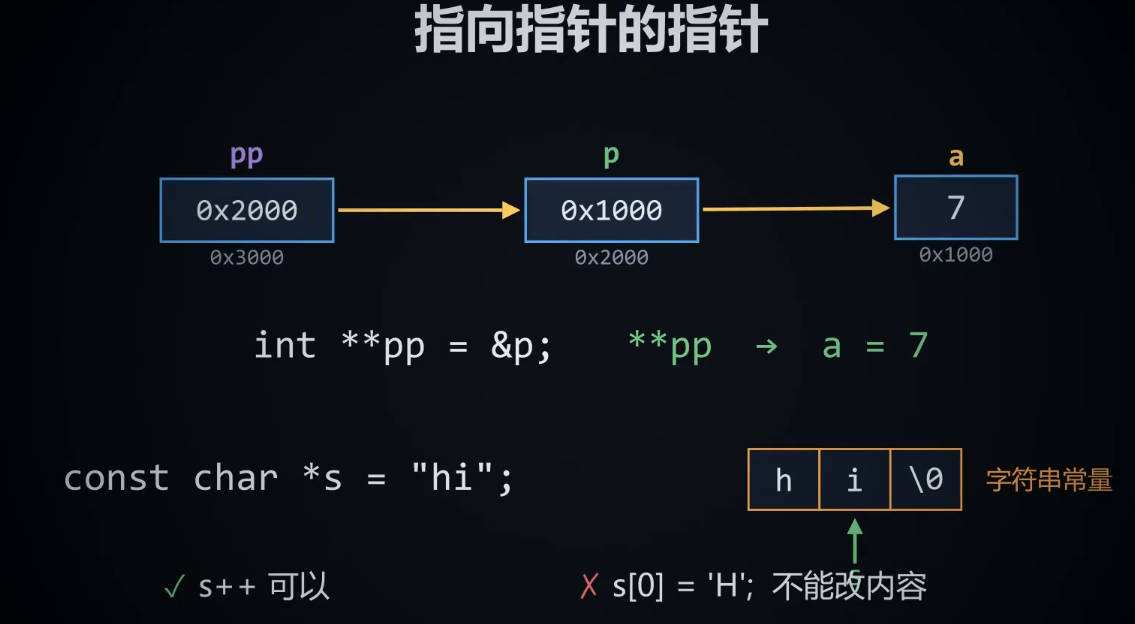 指向指针的指针
pp p a
0x2000 0x1000 7
0x3000 0x2000 0x1000
int **pp = &p; **pp → a = 7
const char *s = "hi"; h i \0 字符串常量
s
✓ s++ 可以 ✗ s[0] = 'H'; 不能改内容